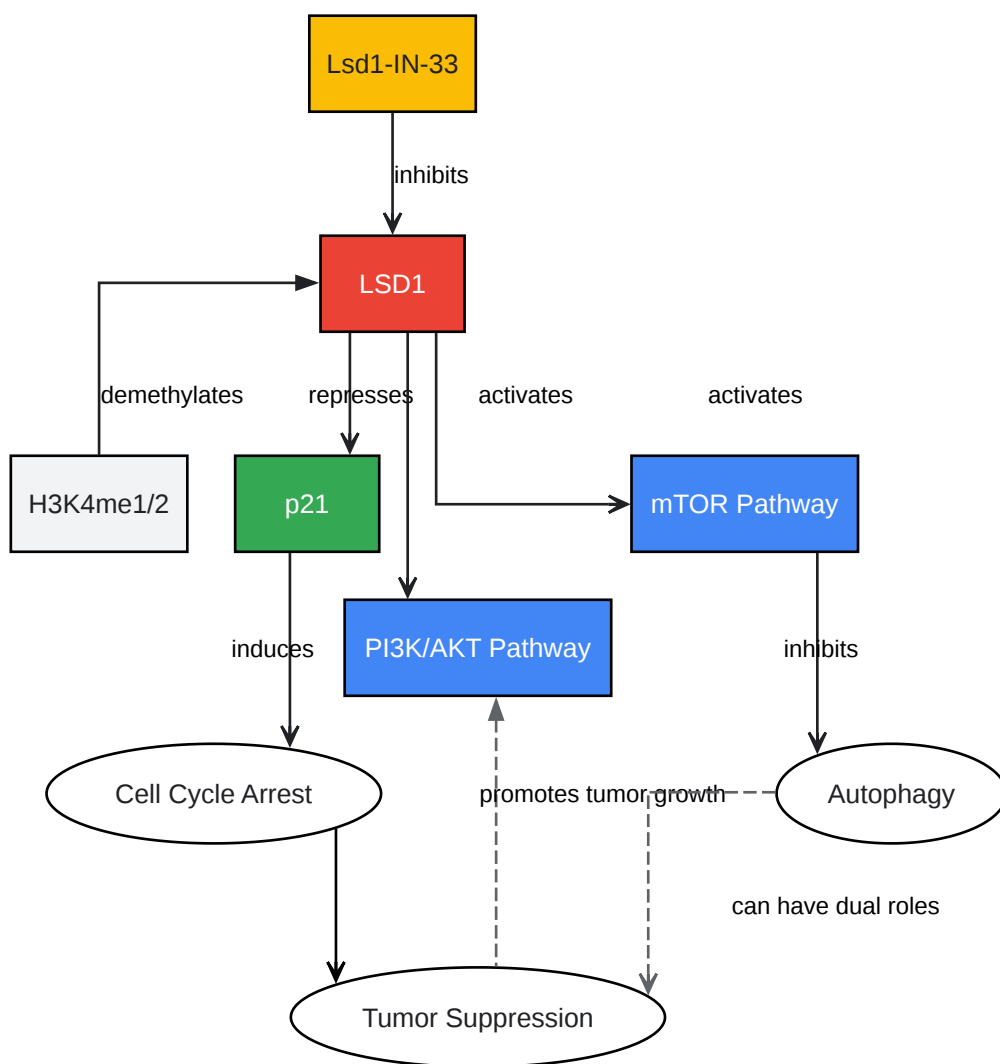 Lsd1-IN-33
inhibits
LSD1
demethylates
represses
activates
activates
H3K4me1/2
p21
mTOR Pathway
induces
PI3K/AKT Pathway
inhibits
Cell Cycle Arrest
promotes tumor growth
Autophagy
can have dual roles
Tumor Suppression